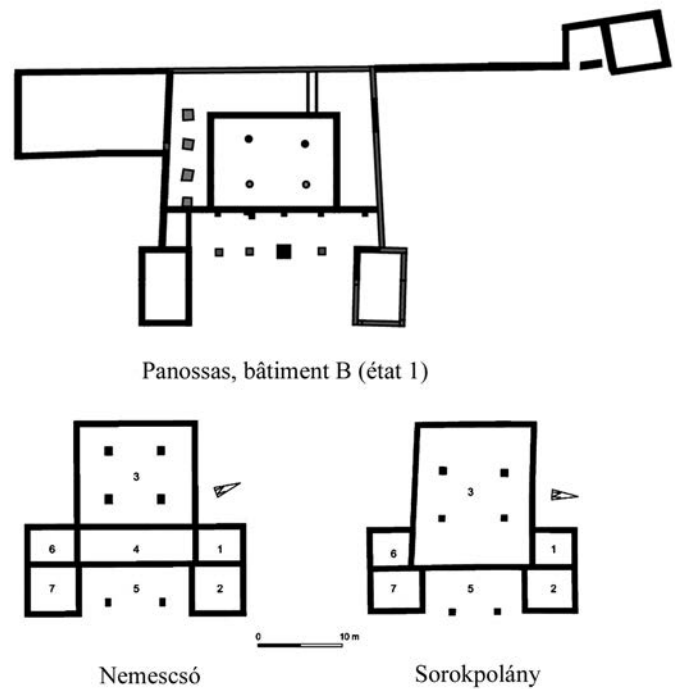 Panossas, bâtiment B (état 1)
3
6 4 1
7 5 2
3
6 1
7 5 2
0 10 m
Nemescsó Sorokpolány